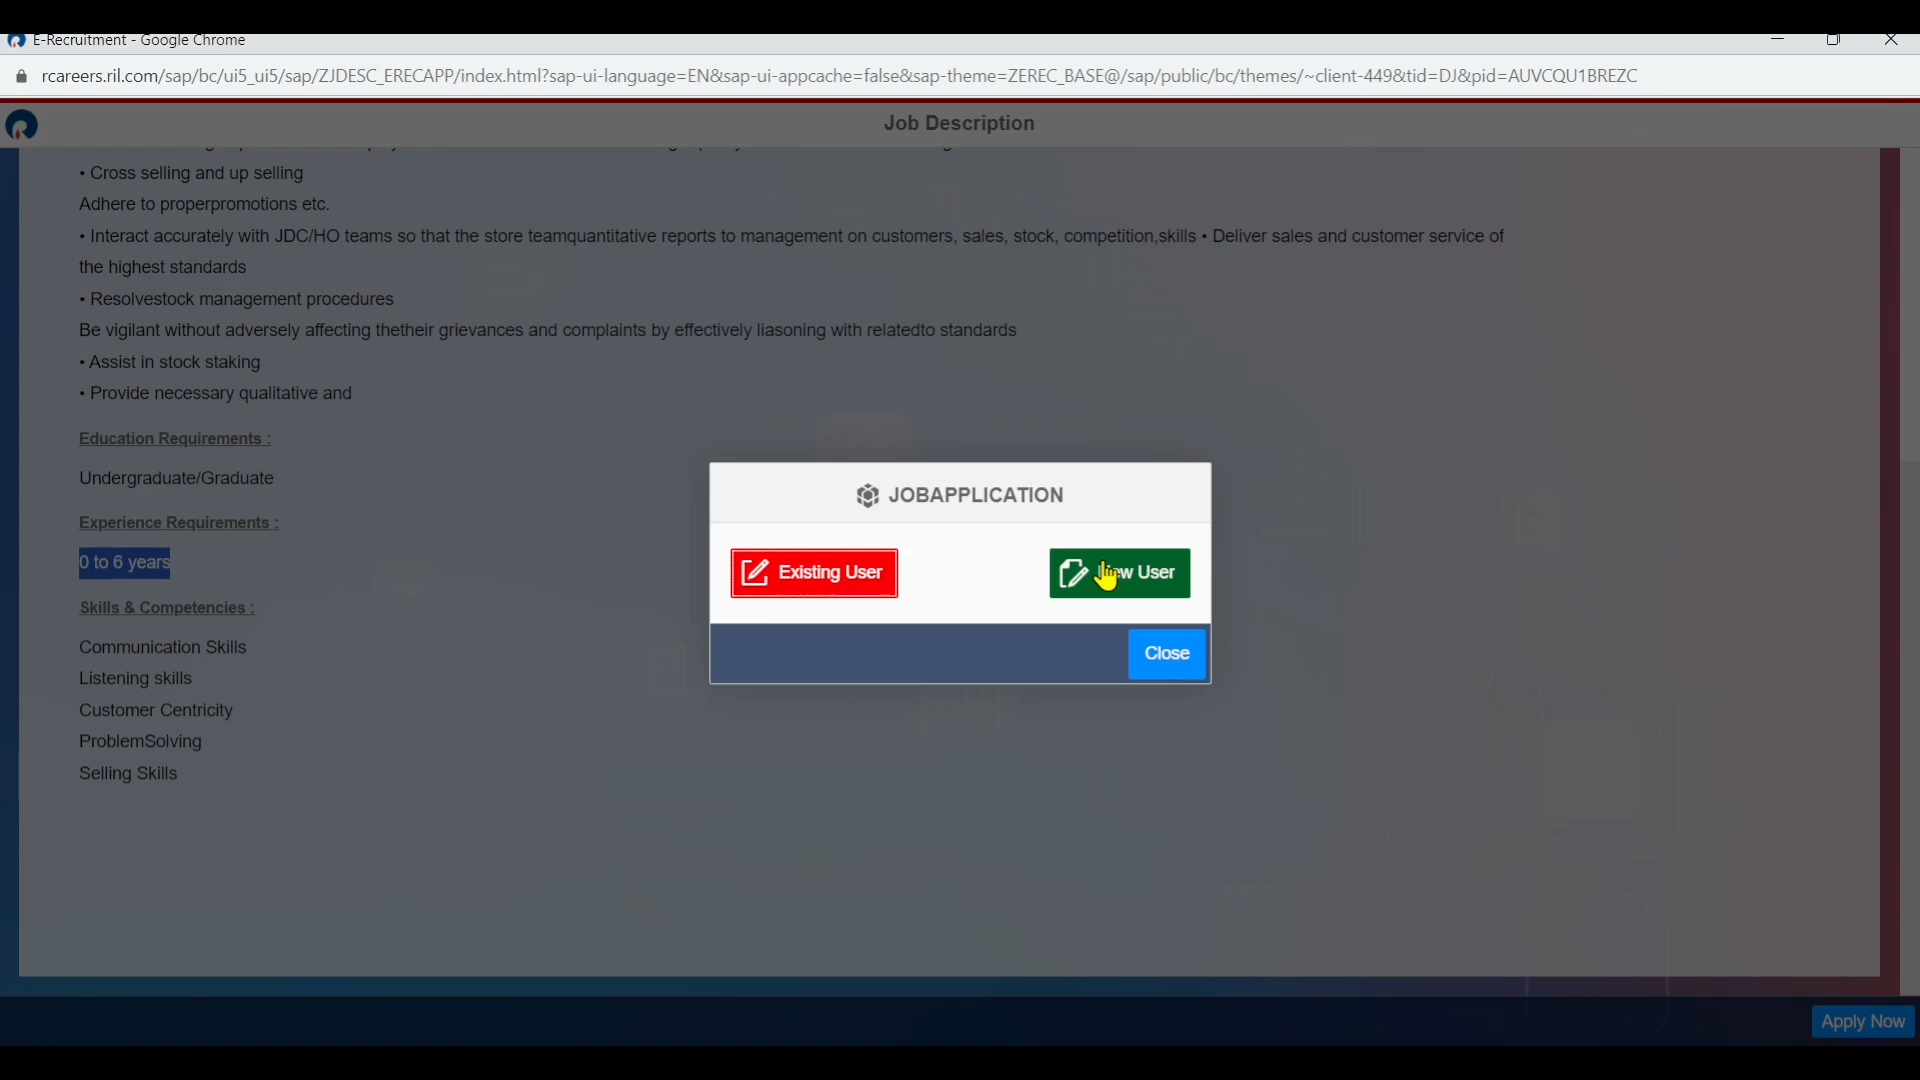 E-Recruitment - Google Chrome
rcareers.ril.com/sap/bc/ui5_ui5/sap/ZJDESC_ERECAPP/index.html?sap-ui-language=EN&sap-ui-appcache=false&sap-theme=ZEREC_BASE@/sap/public/bc/themes/~client-449&tid=DJ&pid=AUVCQU1BREZC
Job Description
• Cross selling and up selling
Adhere to properpromotions etc.
• Interact accurately with JDC/HO teams so that the store teamquantitative reports to management on customers, sales, stock, competition,skills • Deliver sales and customer service of
the highest standards
• Resolvestock management procedures
Be vigilant without adversely affecting thetheir grievances and complaints by effectively liasoning with relatedto standards
• Assist in stock staking
• Provide necessary qualitative and
Education Requirements :
Undergraduate/Graduate
Experience Requirements :
0 to 6 years
Skills & Competencies :
Communication Skills
Listening skills
Customer Centricity
ProblemSolving
Selling Skills
JOBAPPLICATION
Existing User
User
Close
Apply Now